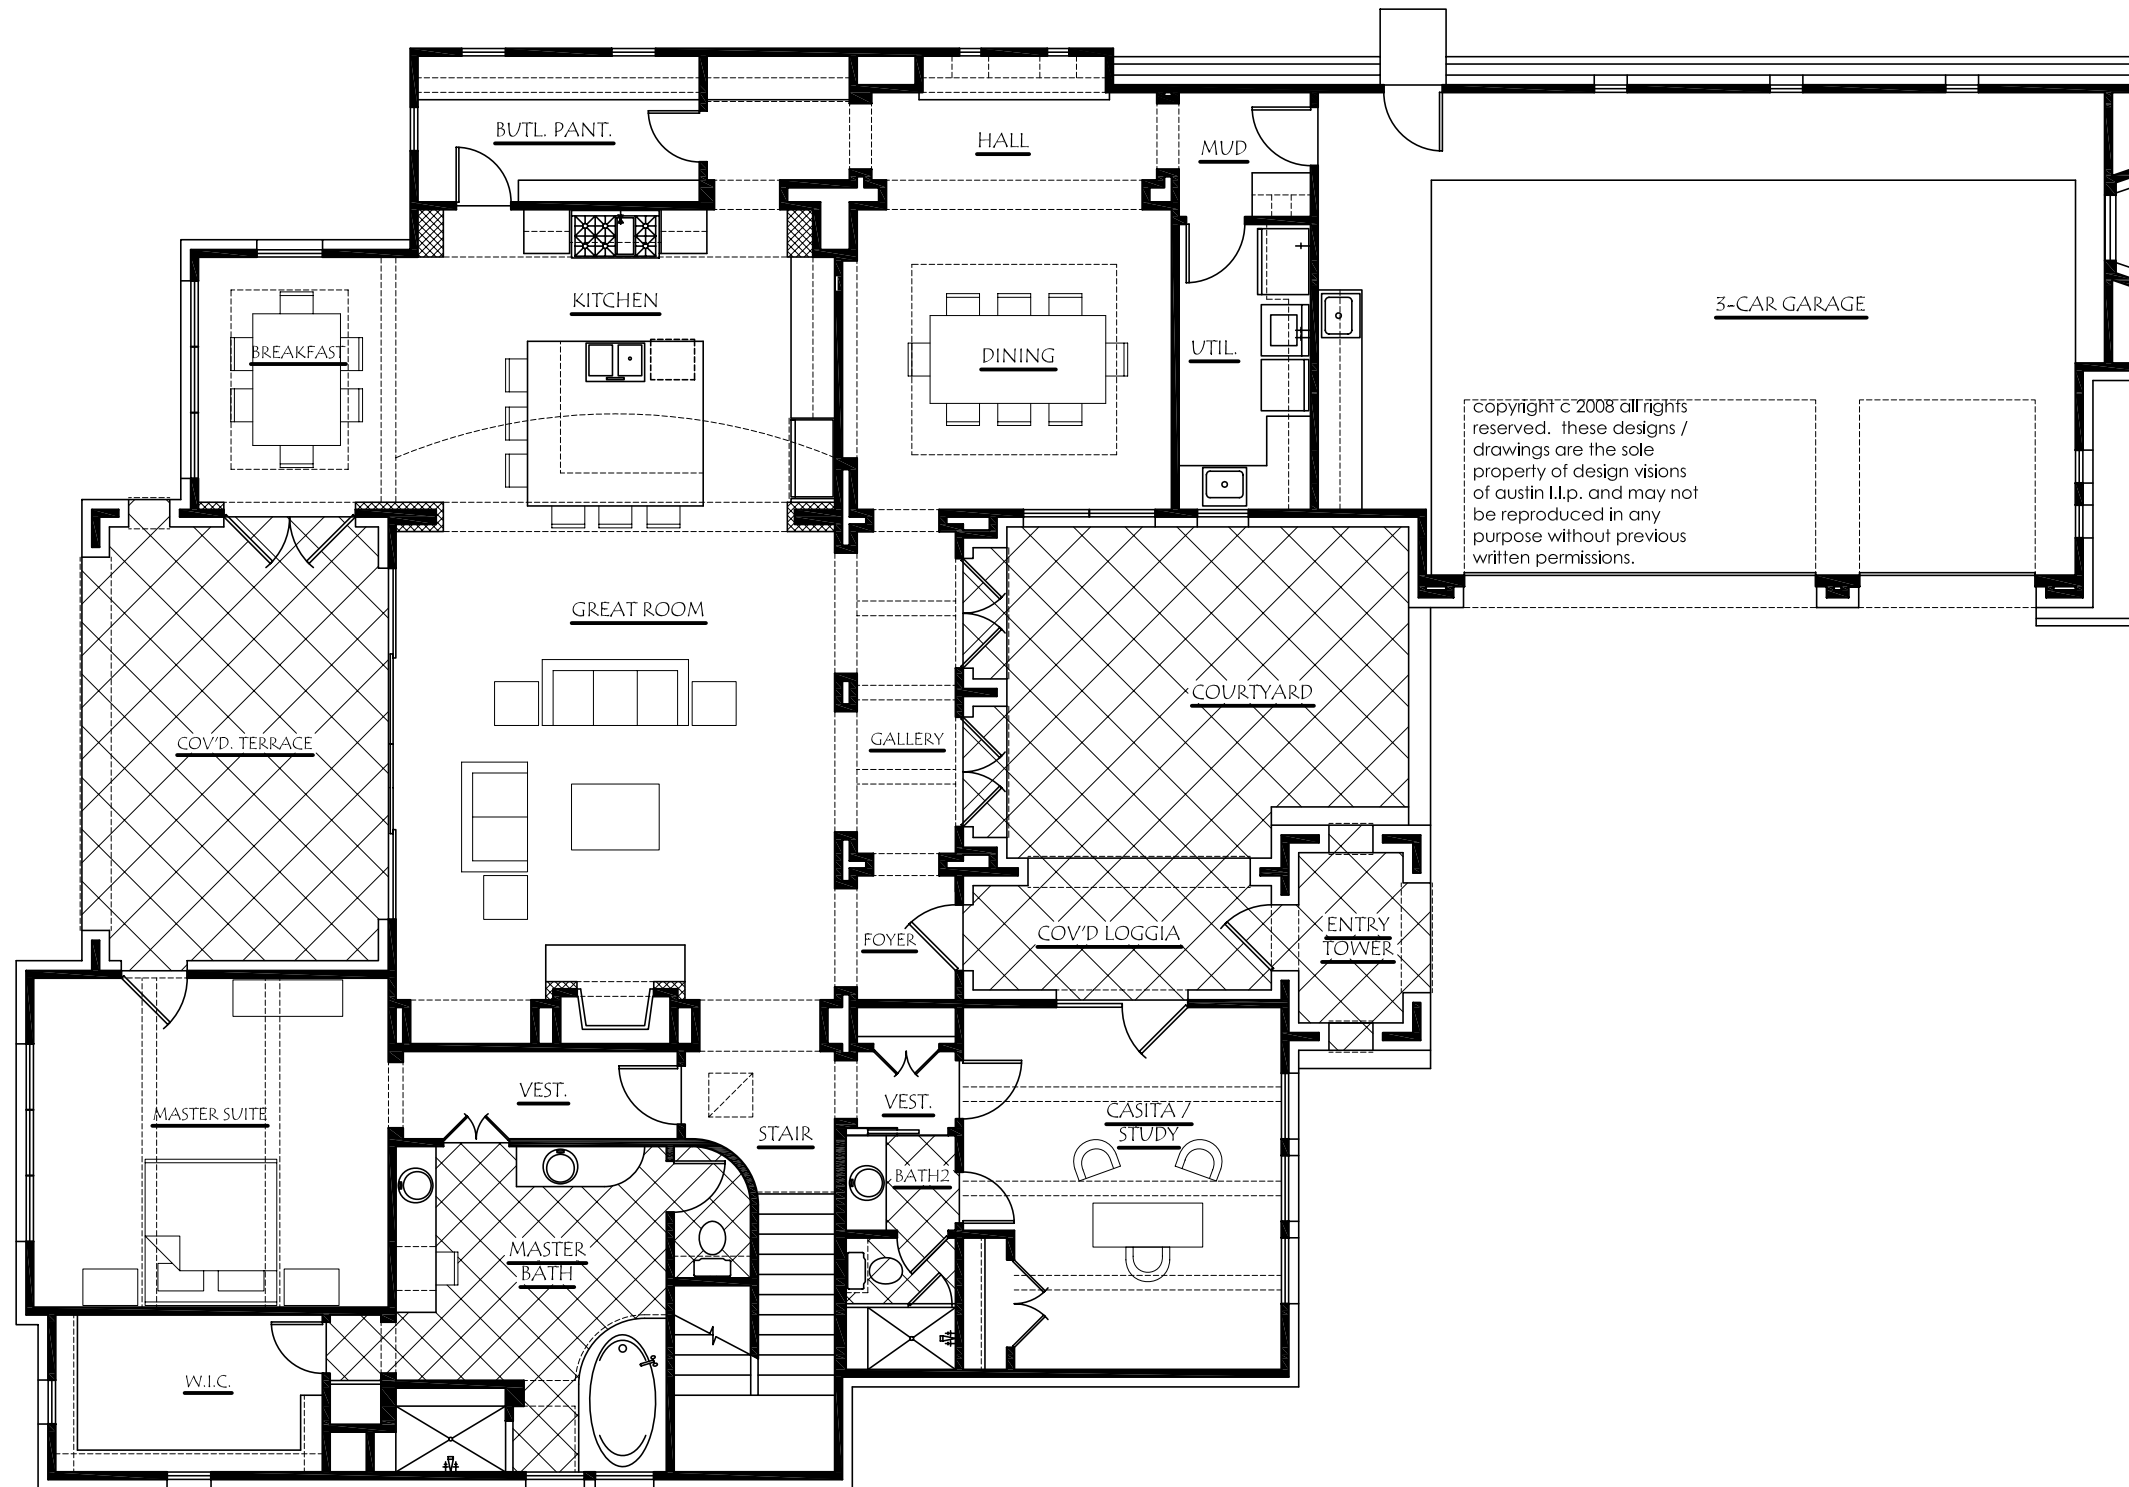 BUTL. PANT.
HALL
MUD
KITCHEN
3-CAR GARAGE
BREAKFAST
DINING
UTIL.
copyright c 2008 all rights
reserved. these designs /
drawings are the sole
property of design visions
of austin l.l.p. and may not
be reproduced in any
purpose without previous
written permissions.
GREAT ROOM
COURTYARD
COV'D. TERRACE
GALLERY
FOYER
COV'D LOGGIA
ENTRY
TOWER
VEST.
VEST.
MASTER SUITE
STAIR
CASITA /
STUDY
BATH2
MASTER
BATH
W.I.C.